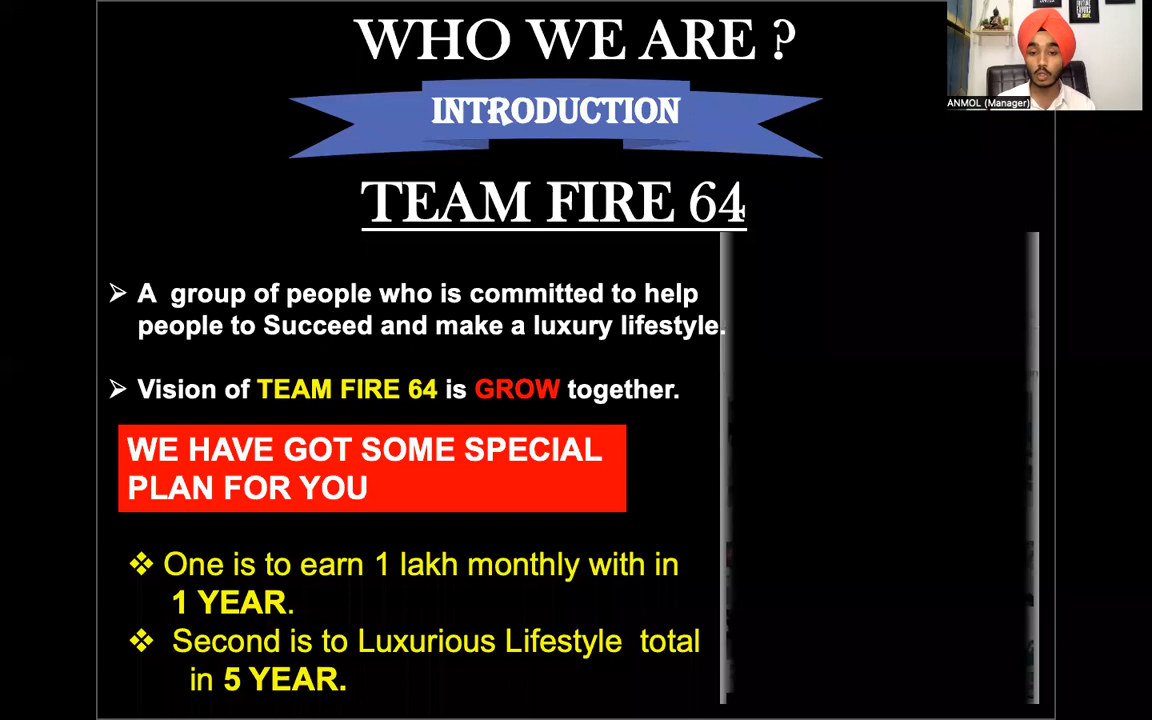 WHO WE ARE ?
INTRODUCTION
TEAM FIRE 64
ANMOL (Manager)
➢ A group of people who is committed to help
people to Succeed and make a luxury lifestyle.
➢ Vision of TEAM FIRE 64 is GROW together.
WE HAVE GOT SOME SPECIAL
PLAN FOR YOU
❖ One is to earn 1 lakh monthly with in
1 YEAR.
❖ Second is to Luxurious Lifestyle total
in 5 YEAR.